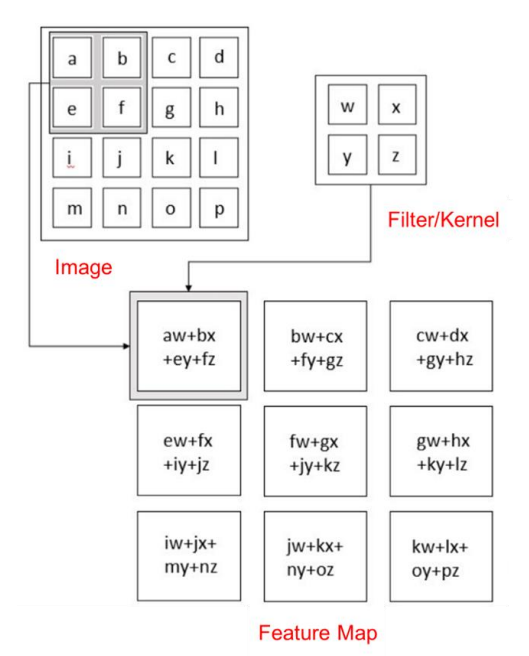 a b c d
e f g h
i j k l
m n o p
w x
y z
Filter/Kernel
Image
aw+bx
+ey+fz
bw+cx
+fy+gz
cw+dx
+gy+hz
ew+fx
+iy+jz
fw+gx
+jy+kz
gw+hx
+ky+lz
iw+jx+
my+nz
jw+kx+
ny+oz
kw+lx+
oy+pz
Feature Map